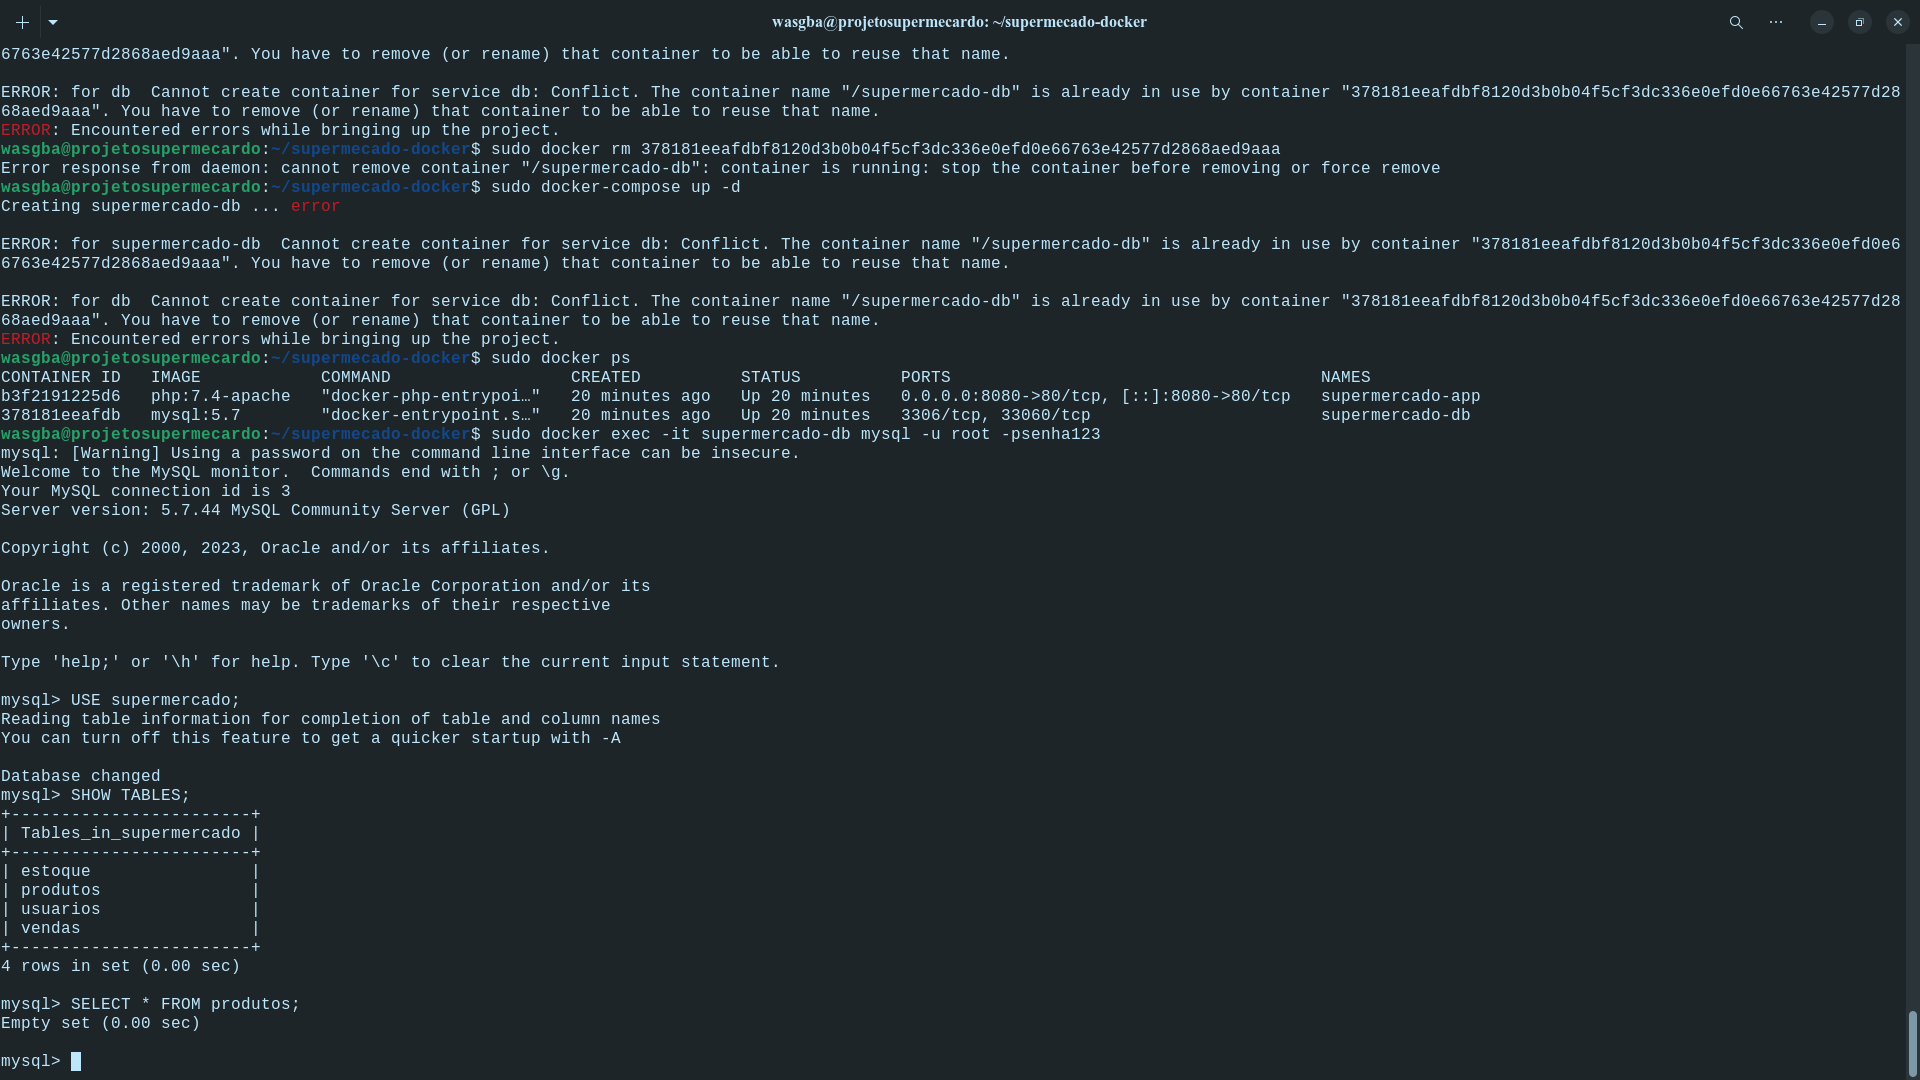 wasgba@projetosupermecardo: ~/supermecado-docker
6763e42577d2868aed9aaa". You have to remove (or rename) that container to be able to reuse that name.
ERROR: for db  Cannot create container for service db: Conflict. The container name "/supermercado-db" is already in use by container "378181eeafdbf8120d3b0b04f5cf3dc336e0efd0e66763e42577d28
68aed9aaa". You have to remove (or rename) that container to be able to reuse that name.
ERROR: Encountered errors while bringing up the project.
wasgba@projetosupermecardo:~/supermecado-docker$ sudo docker rm 378181eeafdbf8120d3b0b04f5cf3dc336e0efd0e66763e42577d2868aed9aaa
Error response from daemon: cannot remove container "/supermercado-db": container is running: stop the container before removing or force remove
wasgba@projetosupermecardo:~/supermecado-docker$ sudo docker-compose up -d
Creating supermercado-db ... error
ERROR: for supermercado-db  Cannot create container for service db: Conflict. The container name "/supermercado-db" is already in use by container "378181eeafdbf8120d3b0b04f5cf3dc336e0efd0e6
6763e42577d2868aed9aaa". You have to remove (or rename) that container to be able to reuse that name.
ERROR: for db  Cannot create container for service db: Conflict. The container name "/supermercado-db" is already in use by container "378181eeafdbf8120d3b0b04f5cf3dc336e0efd0e66763e42577d28
68aed9aaa". You have to remove (or rename) that container to be able to reuse that name.
ERROR: Encountered errors while bringing up the project.
wasgba@projetosupermecardo:~/supermecado-docker$ sudo docker ps
CONTAINER ID   IMAGE            COMMAND                  CREATED          STATUS          PORTS                                     NAMES
b3f2191225d6   php:7.4-apache   "docker-php-entrypoi…"   20 minutes ago   Up 20 minutes   0.0.0.0:8080->80/tcp, [::]:8080->80/tcp   supermercado-app
378181eeafdb   mysql:5.7        "docker-entrypoint.s…"   20 minutes ago   Up 20 minutes   3306/tcp, 33060/tcp                       supermercado-db
wasgba@projetosupermecardo:~/supermecado-docker$ sudo docker exec -it supermercado-db mysql -u root -psenha123
mysql: [Warning] Using a password on the command line interface can be insecure.
Welcome to the MySQL monitor.  Commands end with ; or \g.
Your MySQL connection id is 3
Server version: 5.7.44 MySQL Community Server (GPL)
Copyright (c) 2000, 2023, Oracle and/or its affiliates.
Oracle is a registered trademark of Oracle Corporation and/or its
affiliates. Other names may be trademarks of their respective
owners.
Type 'help;' or '\h' for help. Type '\c' to clear the current input statement.
mysql> USE supermercado;
Reading table information for completion of table and column names
You can turn off this feature to get a quicker startup with -A
Database changed
mysql> SHOW TABLES;
+------------------------+
| Tables_in_supermercado |
+------------------------+
| estoque                |
| produtos               |
| usuarios               |
| vendas                 |
+------------------------+
4 rows in set (0.00 sec)
mysql> SELECT * FROM produtos;
Empty set (0.00 sec)
mysql>